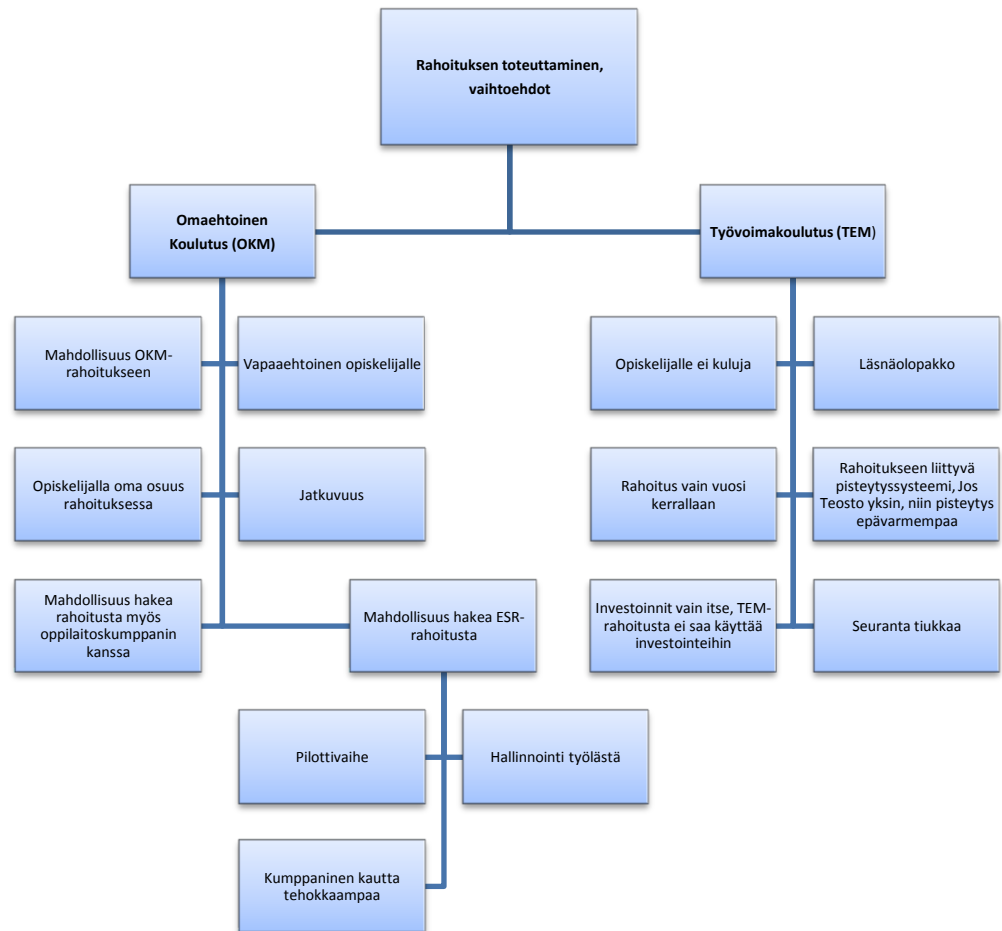 Rahoituksen toteuttaminen,
vaihtoehdot
Omaehtoinen
Koulutus (OKM)
Työvoimakoulutus (TEM)
Mahdollisuus OKM-
rahoitukseen
Vapaaehtoinen opiskelijalle
Opiskelijalle ei kuluja
Läsnäolopakko
Opiskelijalla oma osuus
rahoituksessa
Jatkuvuus
Rahoitus vain vuosi
kerrallaan
Rahoitukseen liittyvä
pisteytyssysteemi, Jos
Teosto yksin, niin pisteytys
epävarmempaa
Mahdollisuus hakea
rahoitusta myös
oppilaitoskumppanin
kanssa
Mahdollisuus hakea ESR-
rahoitusta
Investoinnit vain itse, TEM-
rahoitusta ei saa käyttää
investointeihin
Seuranta tiukkaa
Pilottivaihe
Hallinnointi työlästä
Kumppaninen kautta
tehokkaampaa